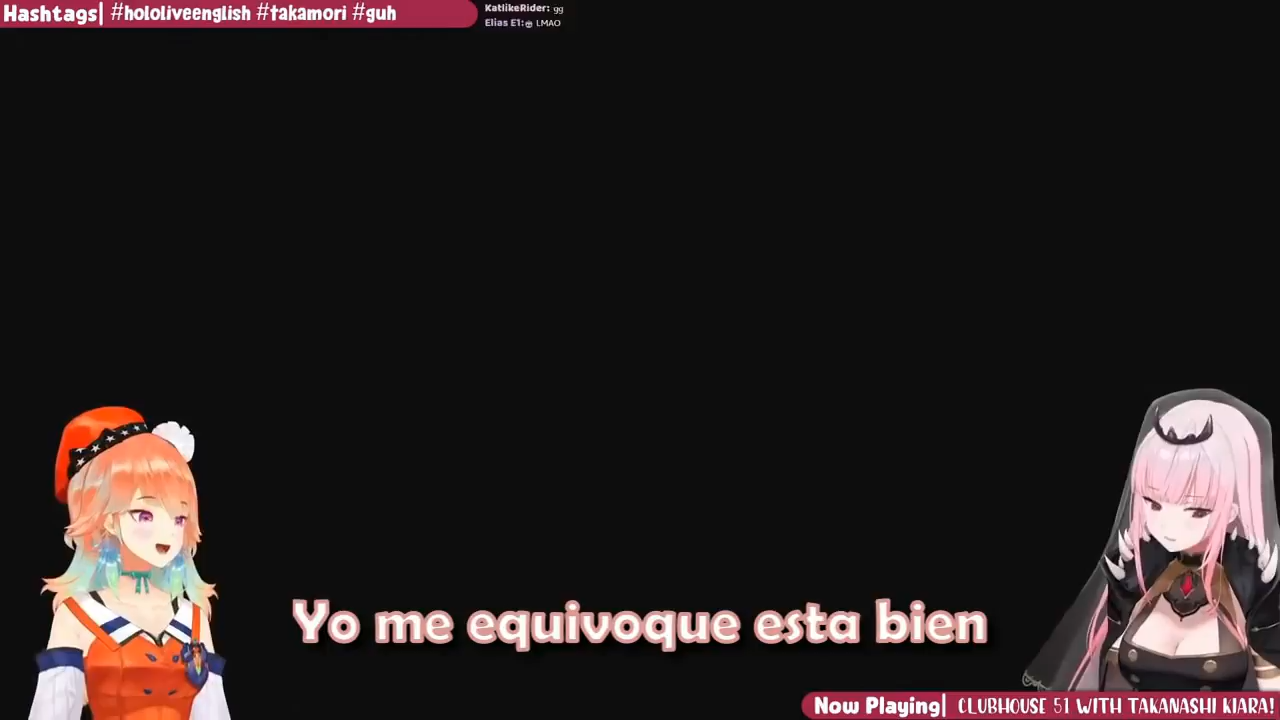 Hashtags| #hololiveenglish #takamori #guh
KatlikeRider: gg
Elias E1: LMAO
Yo me equivoque esta bien
Now Playing| CLUBHOUSE 51 WITH TAKANASHI KIARA!